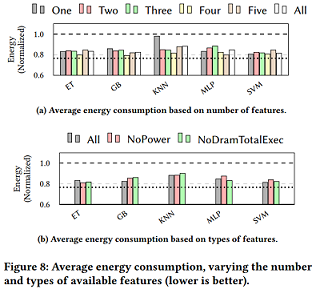 One Two Three Four Five All
Energy
(Normalized)
1.0
0.8
0.6
ET GB KNN MLP SVM
(a) Average energy consumption based on number of features.
All NoPower NoDramTotalExec
Energy
(Normalized)
1.0
0.8
0.6
ET GB KNN MLP SVM
(b) Average energy consumption based on types of features.
Figure 8: Average energy consumption, varying the number
and types of available features (lower is better).